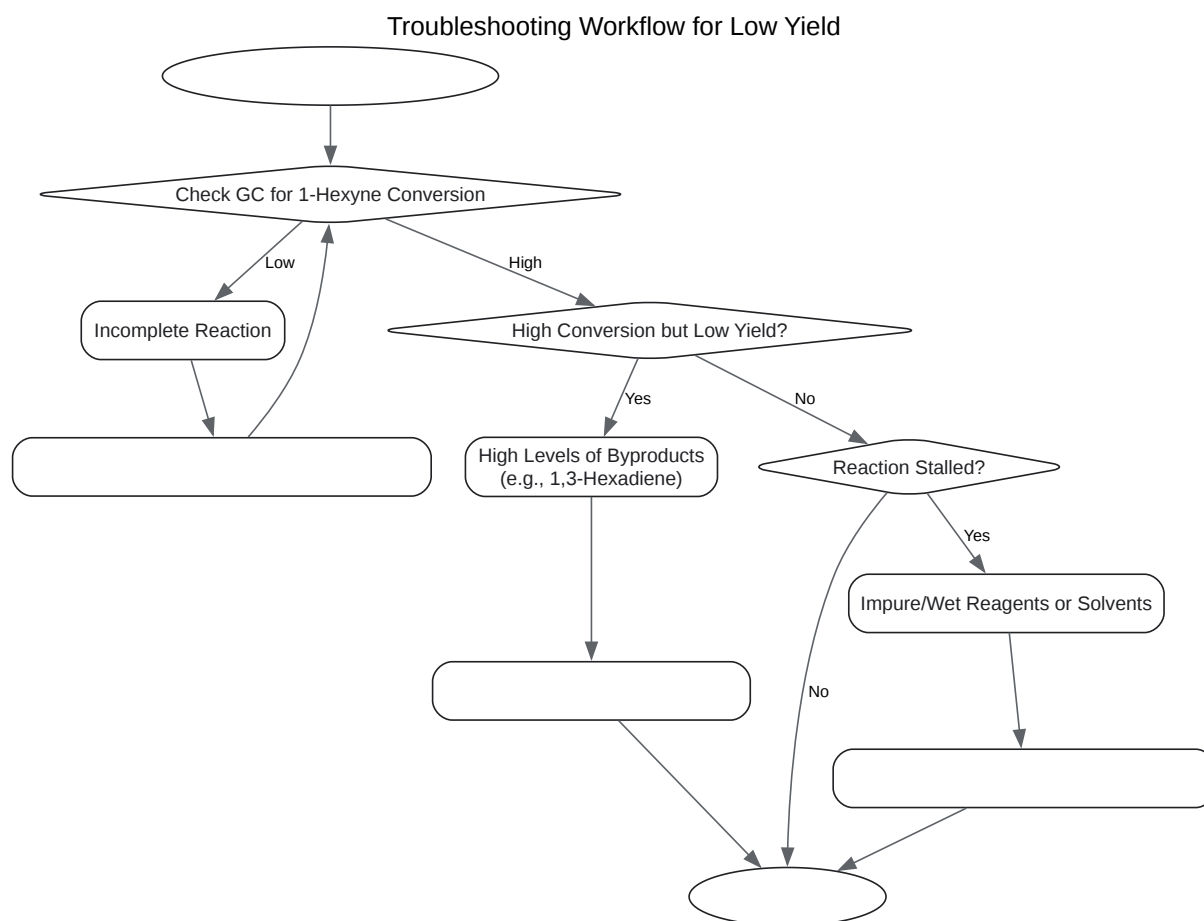 Troubleshooting Workflow for Low Yield
Check GC for 1-Hexyne Conversion
Low
High
Incomplete Reaction
High Conversion but Low Yield?
Yes
No
High Levels of Byproducts
(e.g., 1,3-Hexadiene)
Reaction Stalled?
Yes
Impure/Wet Reagents or Solvents
No